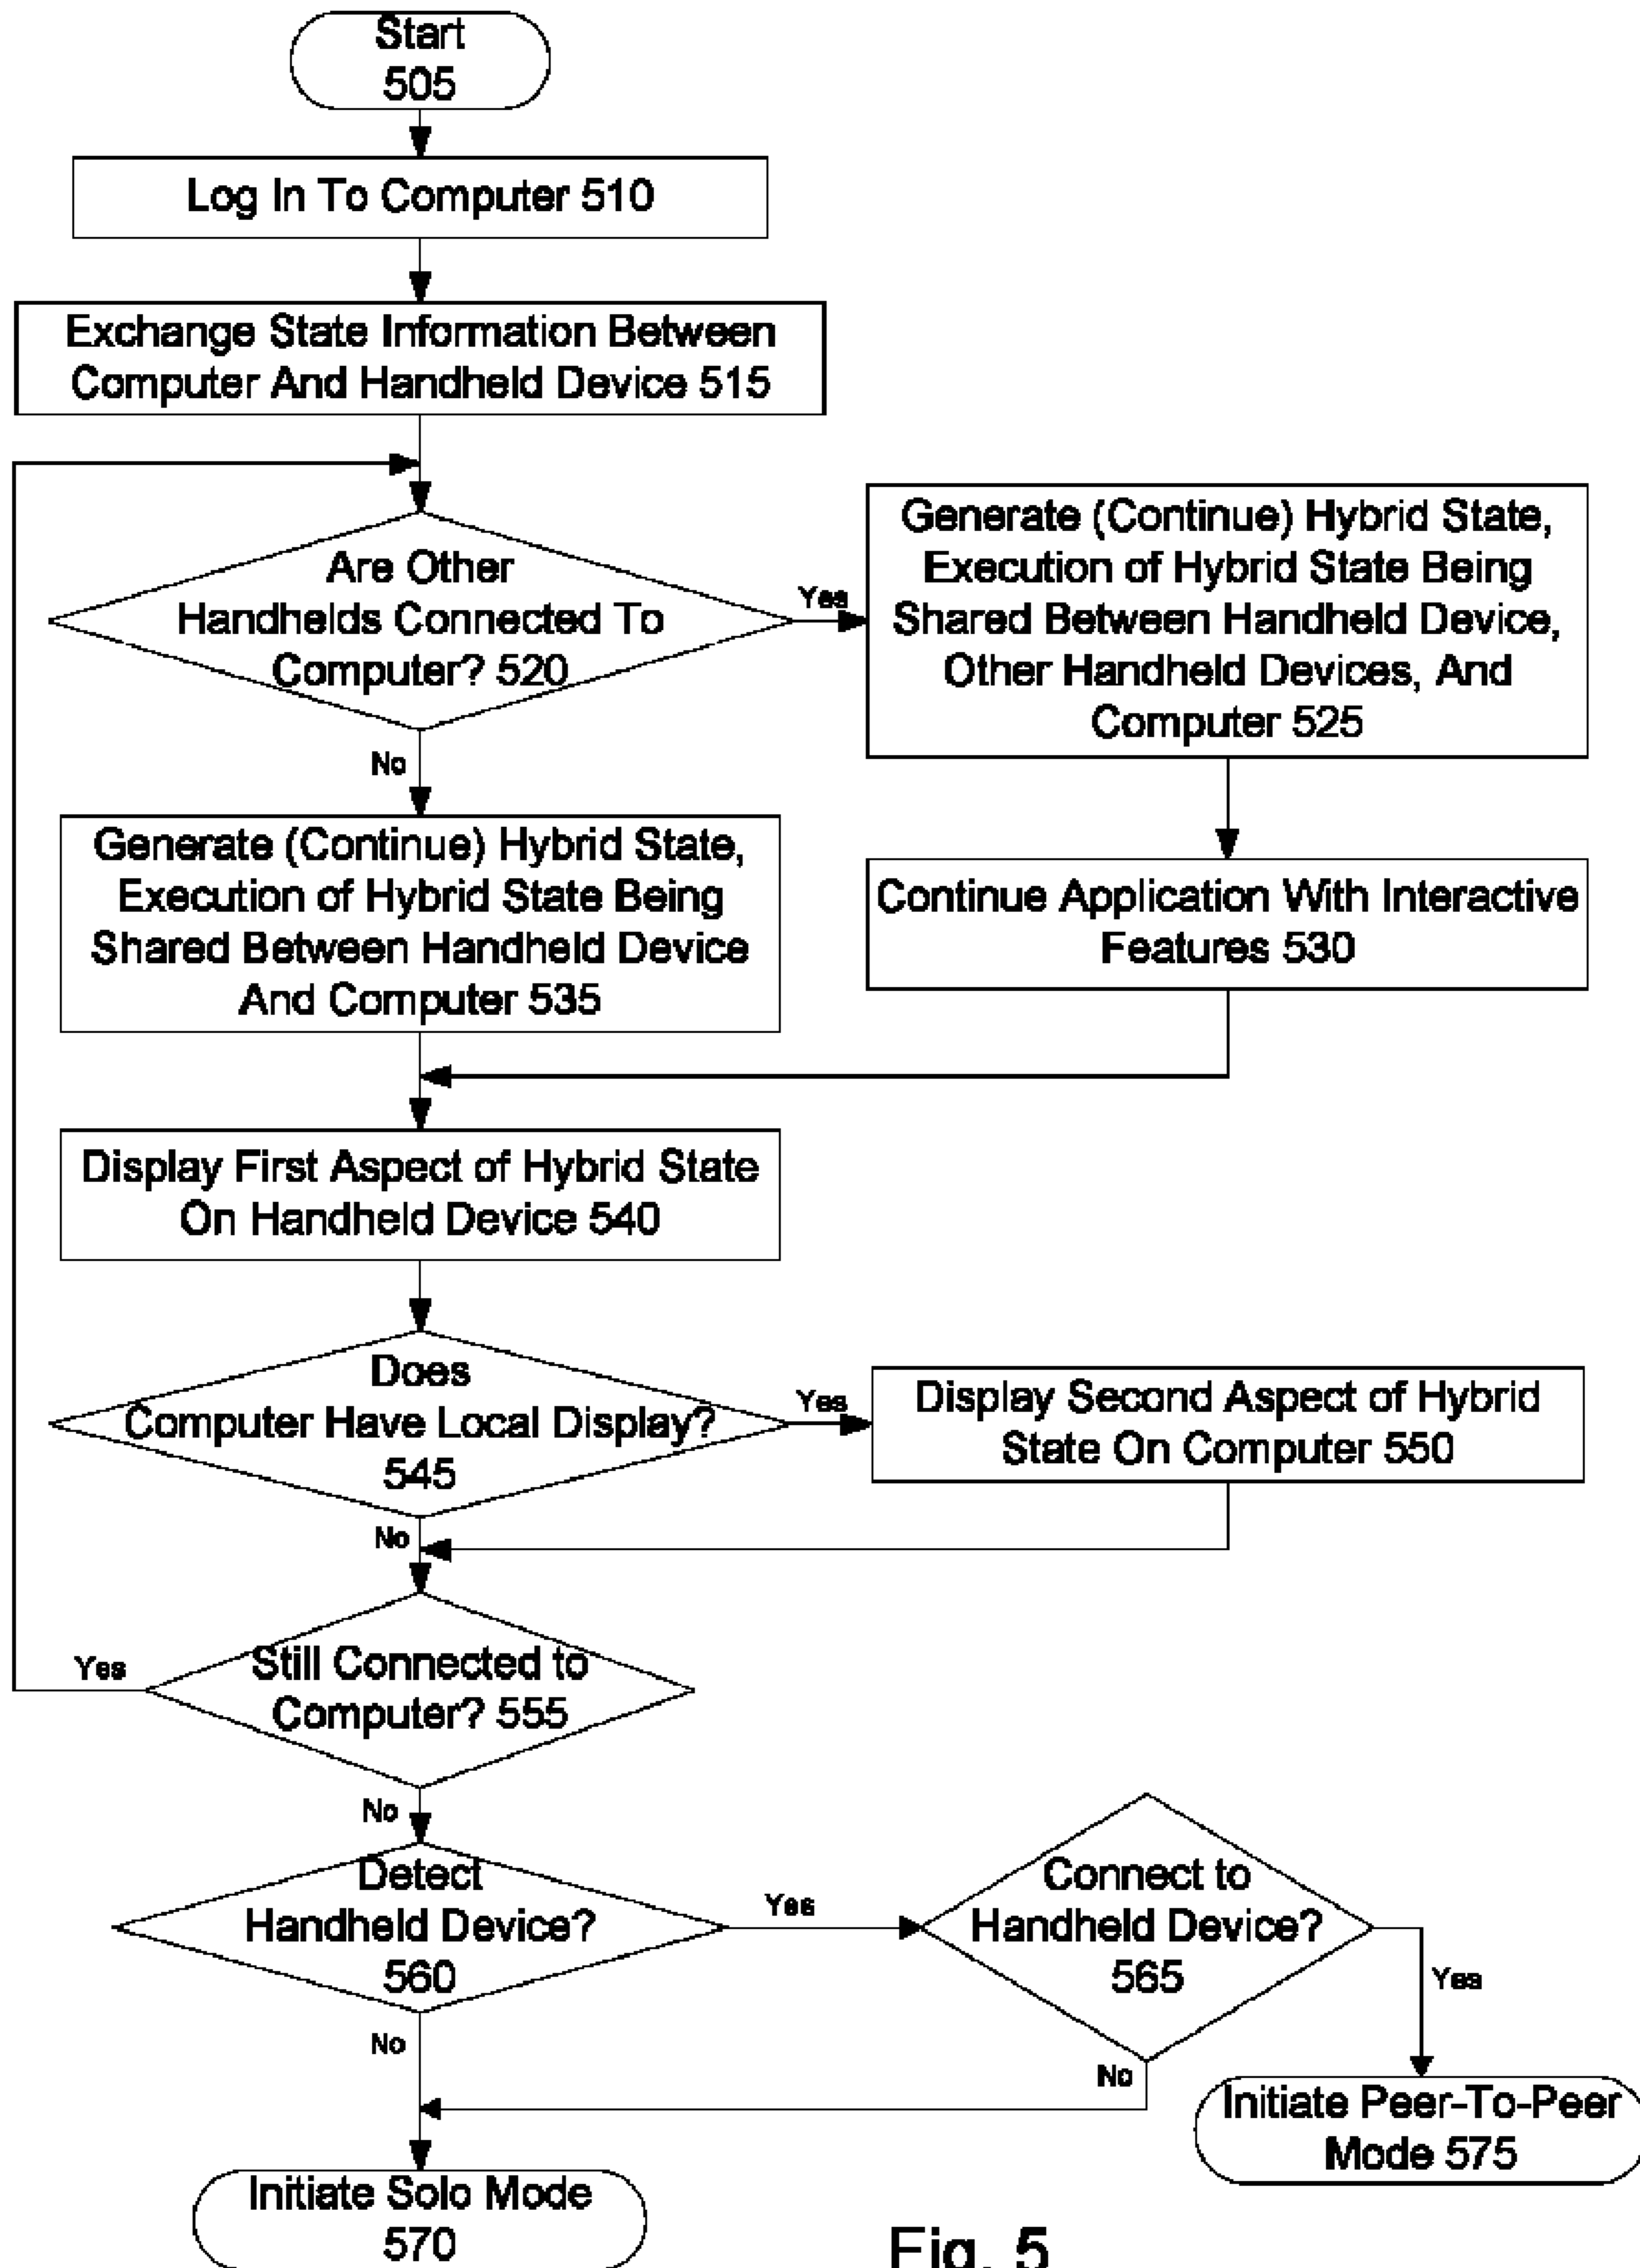 Start
505
Log In To Computer 510
Exchange State Information Between
Computer And Handheld Device 515
Are Other
Handhelds Connected To
Computer? 520
Yes
Generate (Continue) Hybrid State,
Execution of Hybrid State Being
Shared Between Handheld Device,
Other Handheld Devices, And
Computer 525
No
Generate (Continue) Hybrid State,
Execution of Hybrid State Being
Shared Between Handheld Device
And Computer 535
Continue Application With Interactive
Features 530
Display First Aspect of Hybrid State
On Handheld Device 540
Does
Computer Have Local Display?
545
Yes
Display Second Aspect of Hybrid
State On Computer 550
No
Still Connected to
Computer? 555
Yes
No
Detect
Handheld Device?
560
Yes
Connect to
Handheld Device?
565
Yes
No
No
Initiate Peer-To-Peer
Mode 575
Initiate Solo Mode
570
Fig. 5